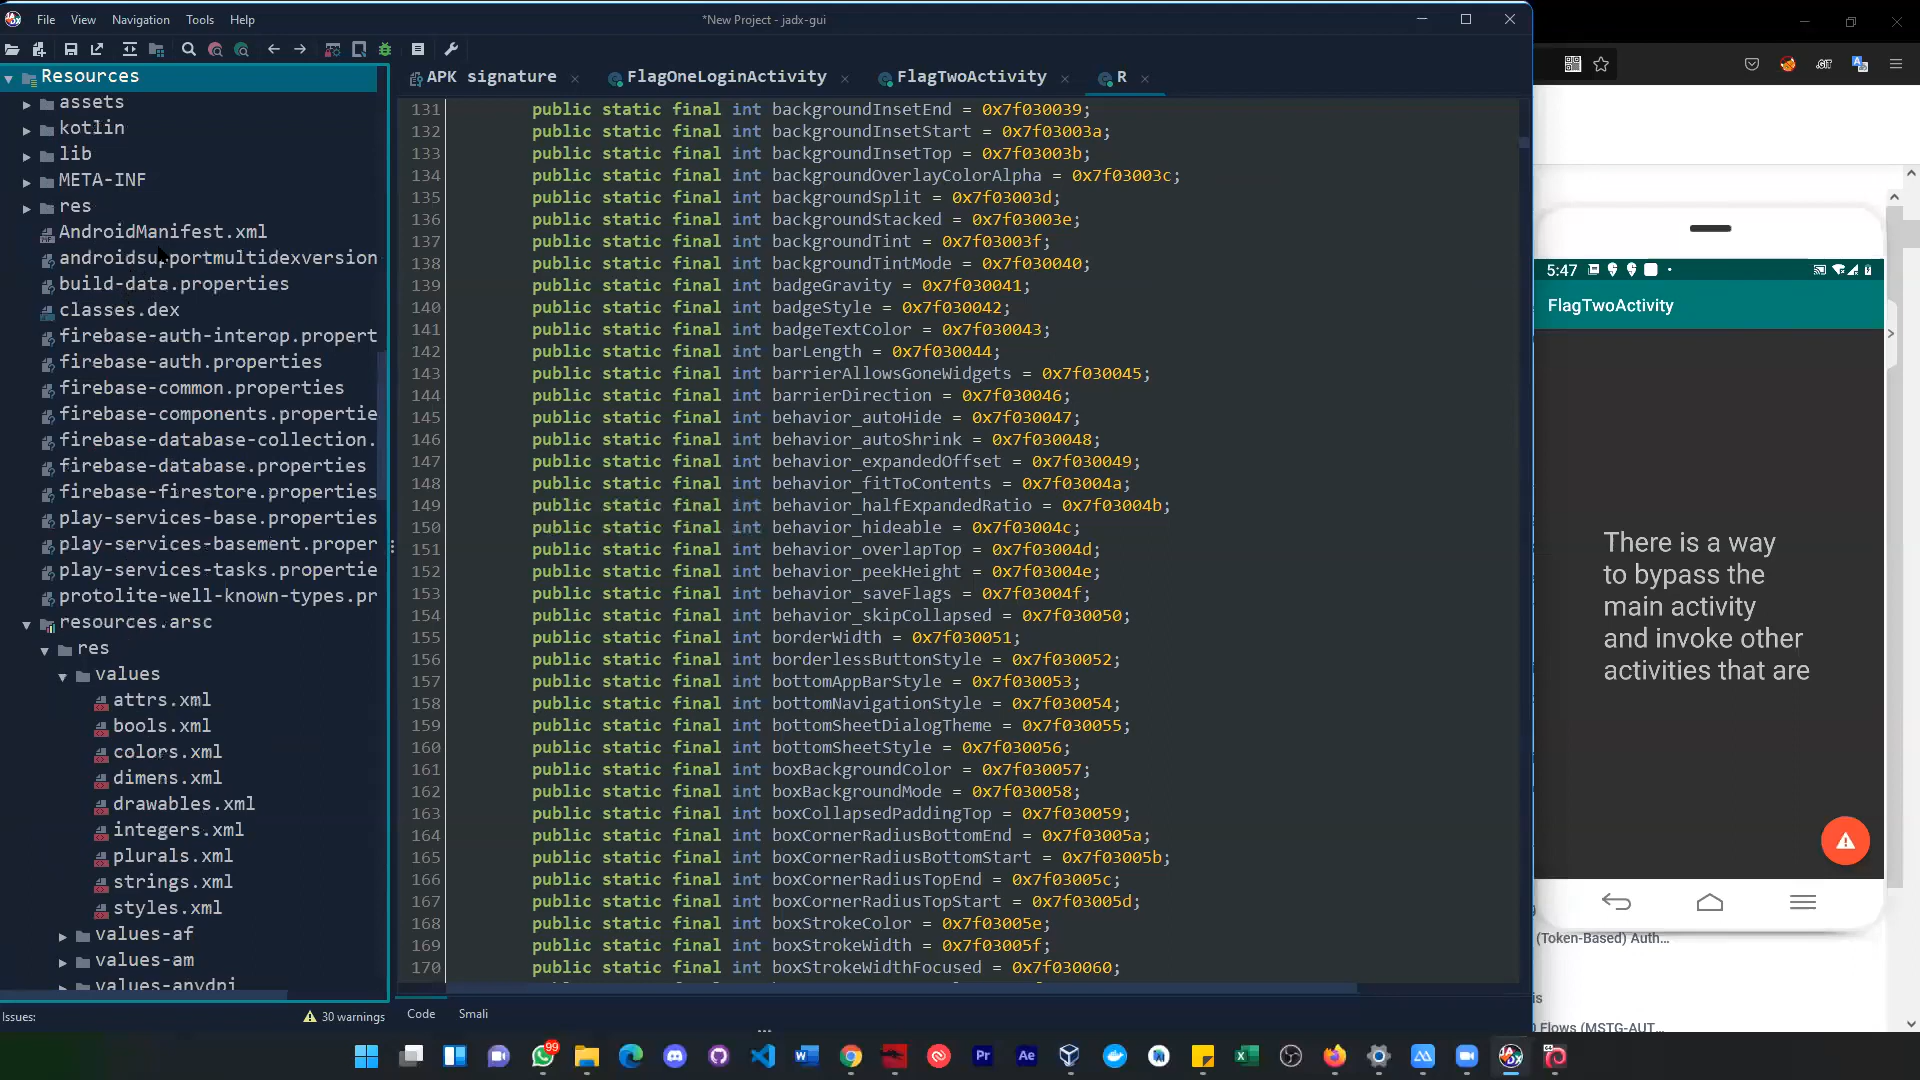 File View Navigation Tools Help
*New Project - jadx-gui
Resources
assets
kotlin
lib
META-INF
res
AndroidManifest.xml
androidsupportmultidexversion
build-data.properties
classes.dex
firebase-auth-interop.propert
firebase-auth.properties
firebase-common.properties
firebase-components.propertie
firebase-database-collection.
firebase-database.properties
firebase-firestore.properties
play-services-base.properties
play-services-basement.proper
play-services-tasks.propertie
protolite-well-known-types.pr
resources.arsc
res
values
attrs.xml
bools.xml
colors.xml
dimens.xml
drawables.xml
integers.xml
plurals.xml
strings.xml
styles.xml
values-af
values-am
values-anydpi
Issues:
30 warnings
APK signature
FlagOneLoginActivity
FlagTwoActivity
R
131 public static final int backgroundInsetEnd = 0x7f030039;
132 public static final int backgroundInsetStart = 0x7f03003a;
133 public static final int backgroundInsetTop = 0x7f03003b;
134 public static final int backgroundOverlayColorAlpha = 0x7f03003c;
135 public static final int backgroundSplit = 0x7f03003d;
136 public static final int backgroundStacked = 0x7f03003e;
137 public static final int backgroundTint = 0x7f03003f;
138 public static final int backgroundTintMode = 0x7f030040;
139 public static final int badgeGravity = 0x7f030041;
140 public static final int badgeStyle = 0x7f030042;
141 public static final int badgeTextColor = 0x7f030043;
142 public static final int barLength = 0x7f030044;
143 public static final int barrierAllowsGoneWidgets = 0x7f030045;
144 public static final int barrierDirection = 0x7f030046;
145 public static final int behavior_autoHide = 0x7f030047;
146 public static final int behavior_autoShrink = 0x7f030048;
147 public static final int behavior_expandedOffset = 0x7f030049;
148 public static final int behavior_fitToContents = 0x7f03004a;
149 public static final int behavior_halfExpandedRatio = 0x7f03004b;
150 public static final int behavior_hideable = 0x7f03004c;
151 public static final int behavior_overlapTop = 0x7f03004d;
152 public static final int behavior_peekHeight = 0x7f03004e;
153 public static final int behavior_saveFlags = 0x7f03004f;
154 public static final int behavior_skipCollapsed = 0x7f030050;
155 public static final int borderWidth = 0x7f030051;
156 public static final int borderlessButtonStyle = 0x7f030052;
157 public static final int bottomAppBarStyle = 0x7f030053;
158 public static final int bottomNavigationStyle = 0x7f030054;
159 public static final int bottomSheetDialogTheme = 0x7f030055;
160 public static final int bottomSheetStyle = 0x7f030056;
161 public static final int boxBackgroundColor = 0x7f030057;
162 public static final int boxBackgroundMode = 0x7f030058;
163 public static final int boxCollapsedPaddingTop = 0x7f030059;
164 public static final int boxCornerRadiusBottomEnd = 0x7f03005a;
165 public static final int boxCornerRadiusBottomStart = 0x7f03005b;
166 public static final int boxCornerRadiusTopEnd = 0x7f03005c;
167 public static final int boxCornerRadiusTopStart = 0x7f03005d;
168 public static final int boxStrokeColor = 0x7f03005e;
169 public static final int boxStrokeWidth = 0x7f03005f;
170 public static final int boxStrokeWidthFocused = 0x7f030060;
Code Smali
.GIT
5:47
FlagTwoActivity
There is a way
to bypass the
main activity
and invoke other
activities that are
(Token-Based) Auth...
is
0 Flows (MSTG-AUT...
99
Pr
Ae